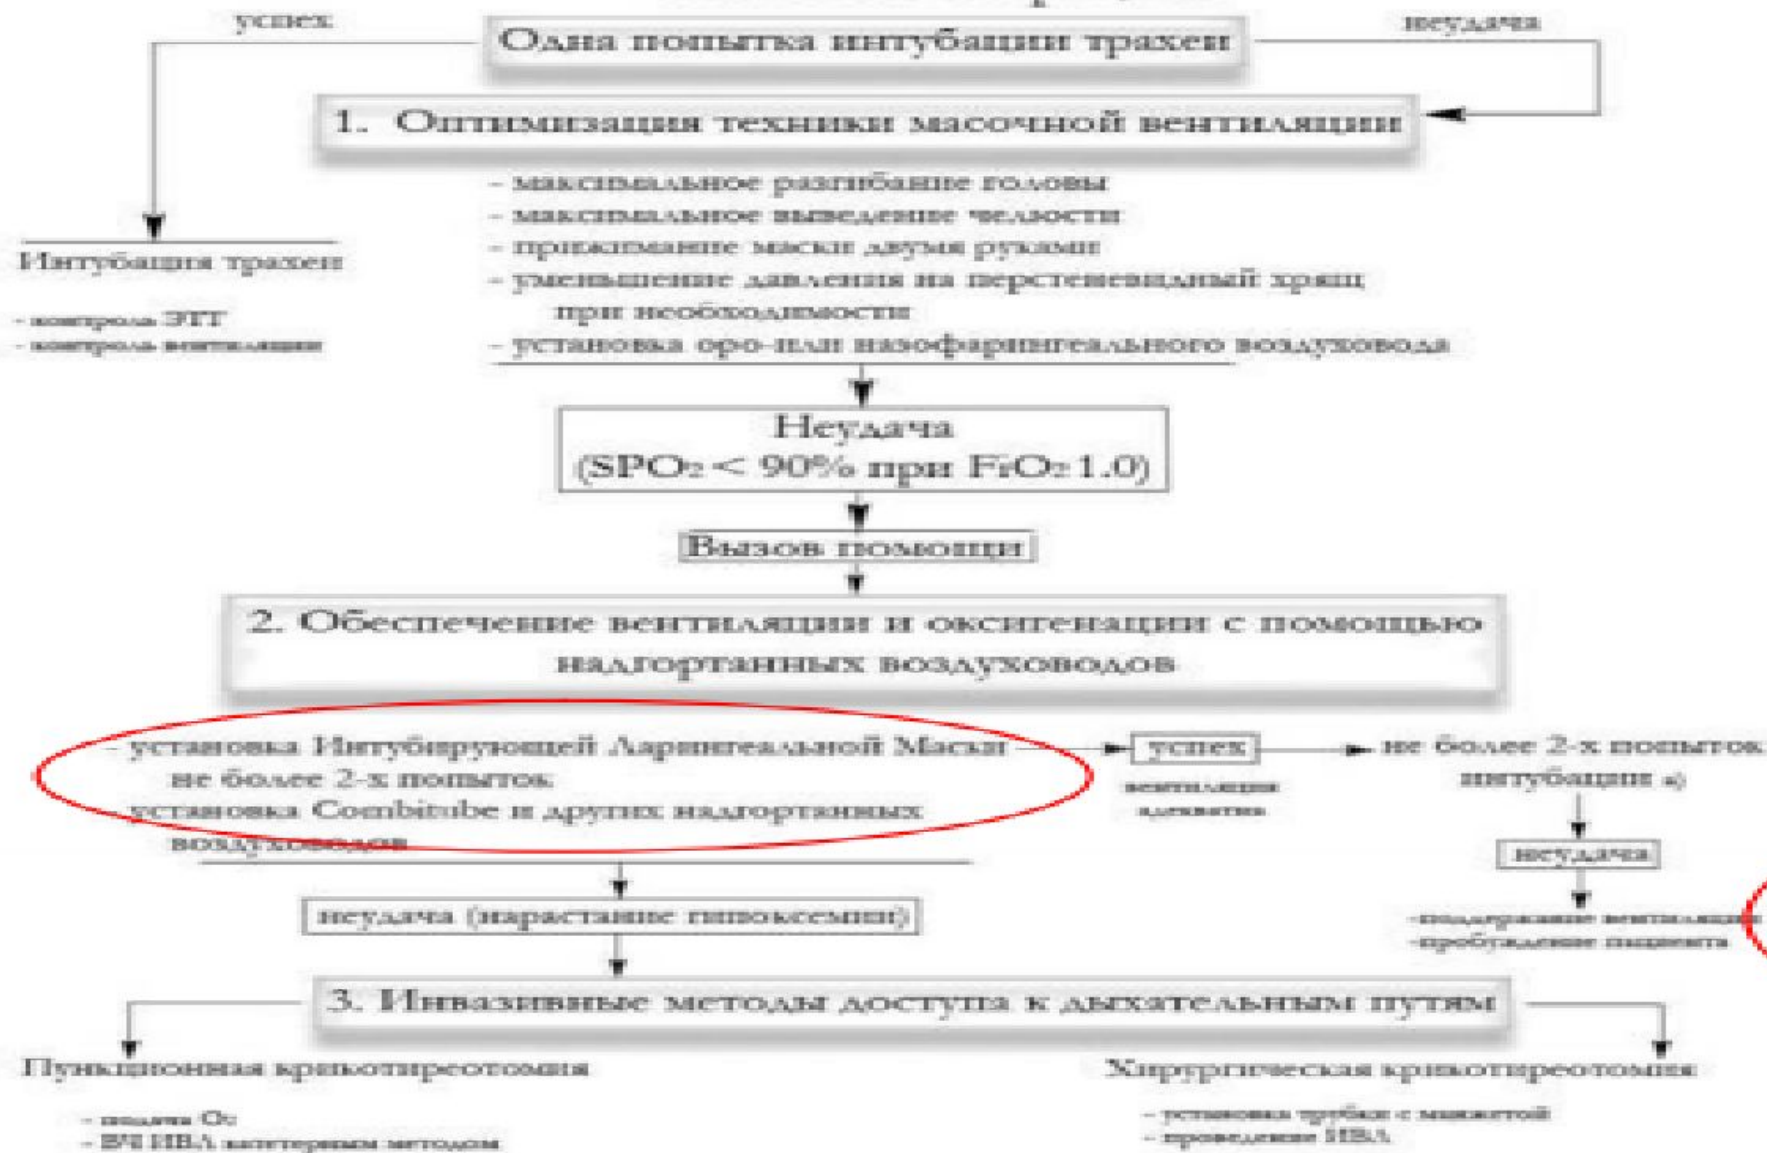 успех
Одна попытка интубации трахеи
неудача
1. Оптимизация техники масочной вентиляции
- максимальное разгибание головы
- максимальное выведение челюсти
- прижимание маски двумя руками
- уменьшение давления на перстеневидный хрящ
при необходимости
- установка оро-или назофарингеального воздуховода
Интубация трахеи
- контроль ЭТТ
- контроль вентиляции
Неудача
(SPO2 < 90% при FiO2 1.0)
Вызов помощи
2. Обеспечение вентиляции и оксигенации с помощью
надгортанных воздуховодов
- установка Интубирующей Ларингеальной Маски
не более 2-х попыток
установка Combitube и других надгортанных
воздуховодов
успех
вентиляция
адекватна
не более 2-х попыток
интубации а)
неудача
-поддержание вентиляции
-пробуждение пациента
неудача (нарастание гипоксемии)
3. Инвазивные методы доступа к дыхательным путям
Пункционная крикотиреотомия
- подача O2
- ВЧ ИВЛ катетерным методом
Хирургическая крикотиреотомия
- установка трубки с манжетой
- проведение ИВЛ